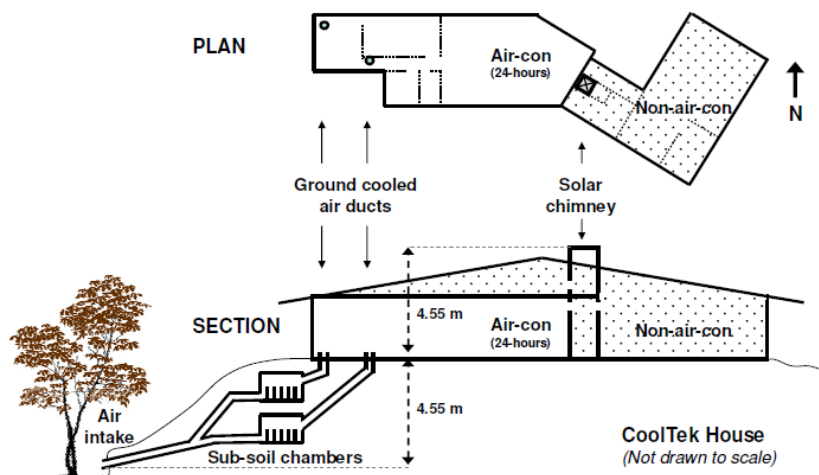 PLAN
Air-con
(24-hours)
Non-air-con
N
Ground cooled
air ducts
Solar
chimney
SECTION
4.55 m
Air-con
(24-hours)
Non-air-con
4.55 m
Air
intake
Sub-soil chambers
CoolTek House
(Not drawn to scale)